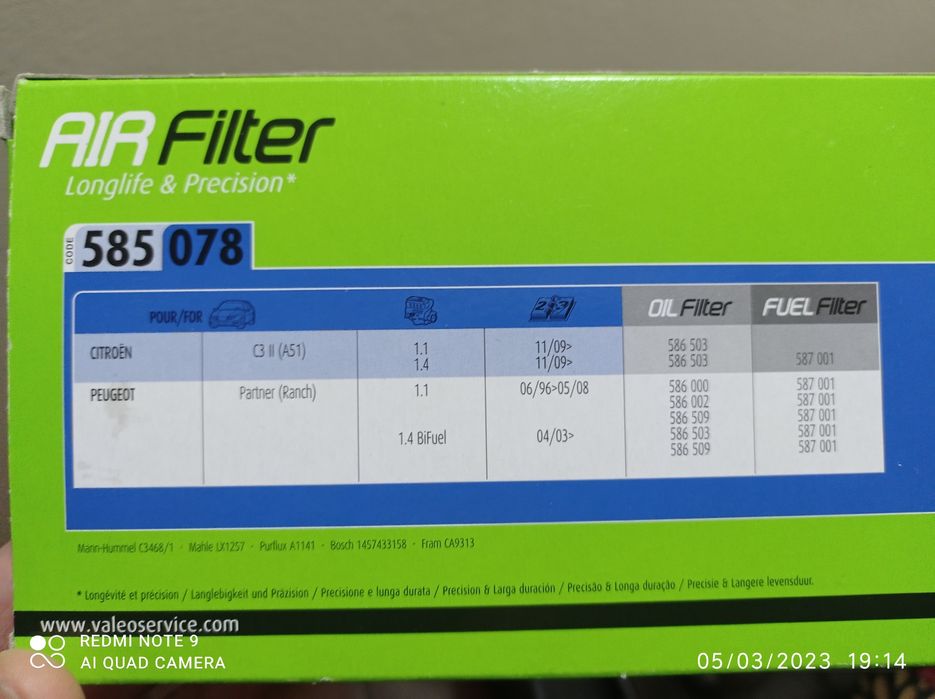 AIR Filter
Longlife & Precision*
CODE 585 078
POUR/FOR 2 3 OIL Filter FUEL Filter
CITROËN C3 II (A51) 1.1 11/09> 586 503
1.4 11/09> 586 503 587 001
PEUGEOT Partner (Ranch) 1.1 06/96>05/08 586 000 587 001
586 002 587 001
586 509 587 001
1.4 BiFuel 04/03> 586 503 587 001
586 509 587 001
Mann-Hummel C3468/1 · Mahle LX1257 · Purflux A1141 · Bosch 1457433158 · Fram CA9313
* Longévité et précision / Langlebigkeit und Präzision / Precisione e lunga durata / Precision & Larga duración / Precisão & Longa duração / Precisie & Langere levensduur.
www.valeoservice.com
REDMI NOTE 9
AI QUAD CAMERA
05/03/2023 19:14